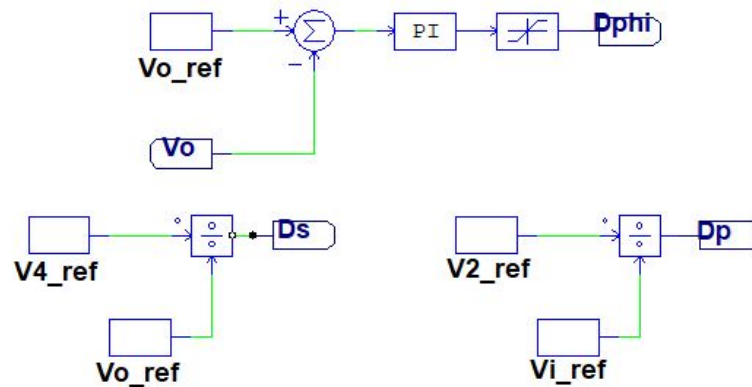 Vo_ref
+
Σ
−
PI
Dphi
Vo
V4_ref
÷
Ds
Vo_ref
V2_ref
÷
Dp
Vi_ref